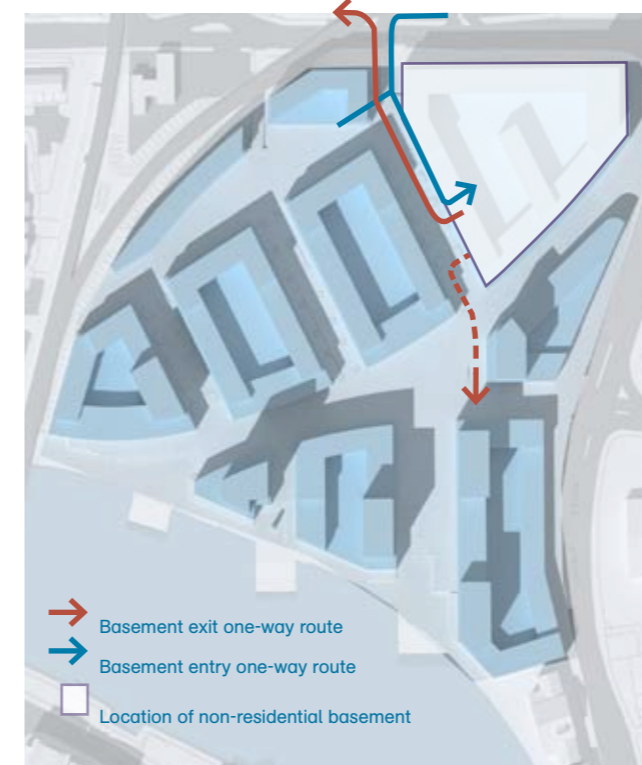 Basement exit one-way route
Basement entry one-way route
Location of non-residential basement